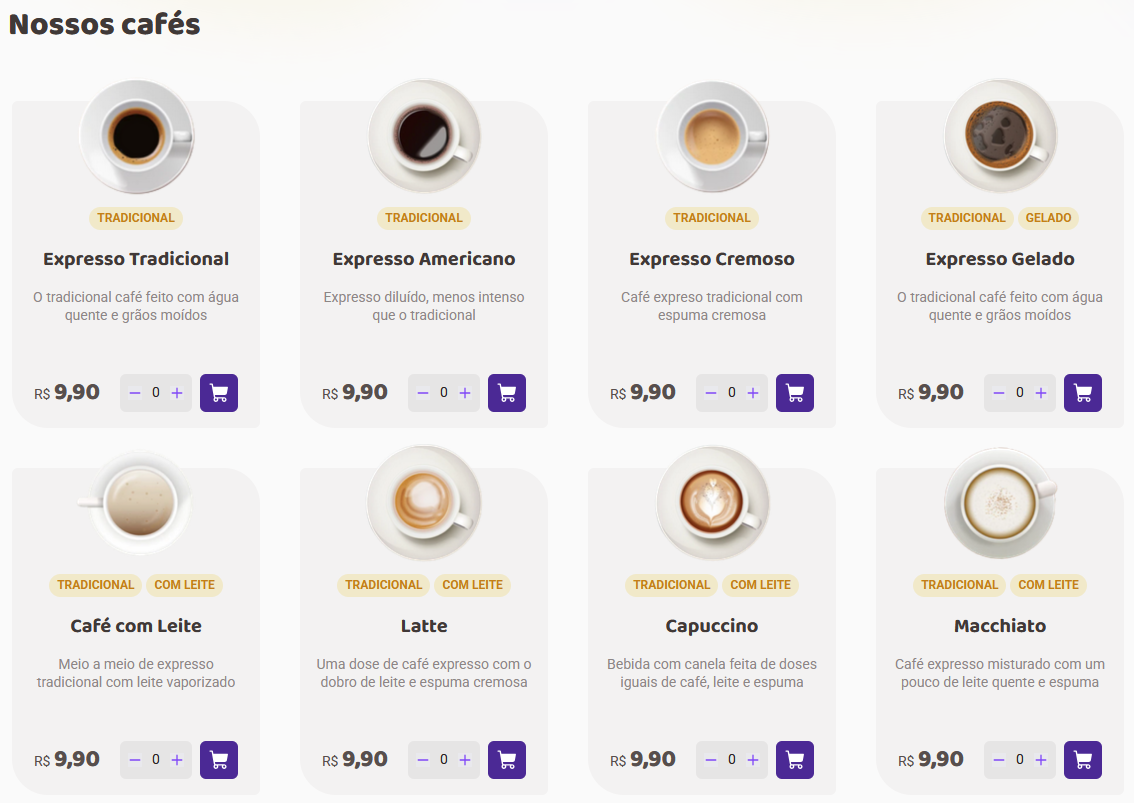 Nossos cafés
TRADICIONAL
Expresso Tradicional
O tradicional café feito com água
quente e grãos moídos
R$ 9,90 − 0 +
TRADICIONAL
Expresso Americano
Expresso diluído, menos intenso
que o tradicional
R$ 9,90 − 0 +
TRADICIONAL
Expresso Cremoso
Café expreso tradicional com
espuma cremosa
R$ 9,90 − 0 +
TRADICIONAL GELADO
Expresso Gelado
O tradicional café feito com água
quente e grãos moídos
R$ 9,90 − 0 +
TRADICIONAL COM LEITE
Café com Leite
Meio a meio de expresso
tradicional com leite vaporizado
R$ 9,90 − 0 +
TRADICIONAL COM LEITE
Latte
Uma dose de café expresso com o
dobro de leite e espuma cremosa
R$ 9,90 − 0 +
TRADICIONAL COM LEITE
Capuccino
Bebida com canela feita de doses
iguais de café, leite e espuma
R$ 9,90 − 0 +
TRADICIONAL COM LEITE
Macchiato
Café expresso misturado com um
pouco de leite quente e espuma
R$ 9,90 − 0 +